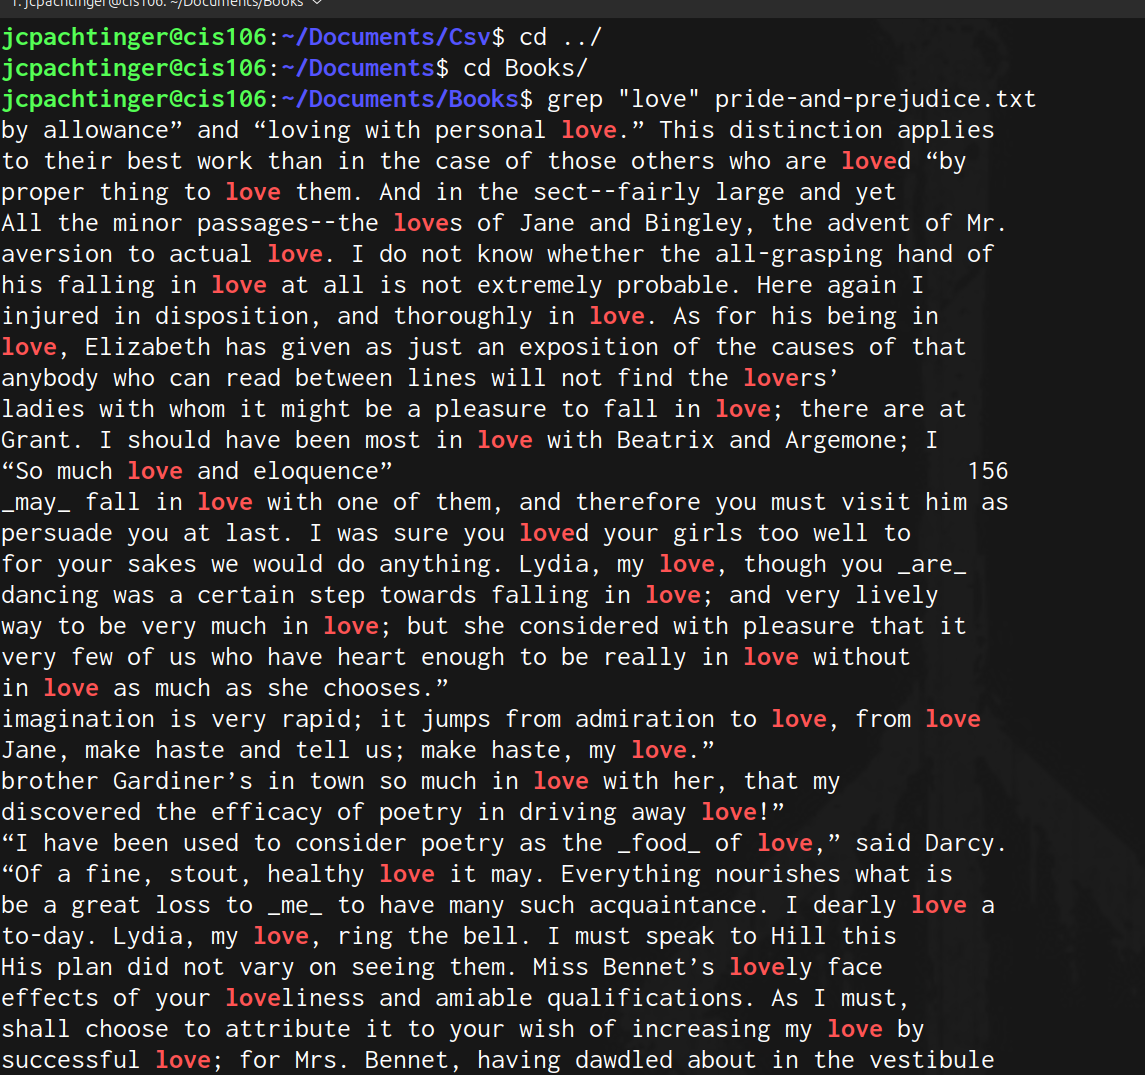 1: jcpachtinger@cis106: ~/Documents/Books
jcpachtinger@cis106:~/Documents/Csv$ cd ../
jcpachtinger@cis106:~/Documents$ cd Books/
jcpachtinger@cis106:~/Documents/Books$ grep "love" pride-and-prejudice.txt
by allowance” and “loving with personal love.” This distinction applies
to their best work than in the case of those others who are loved “by
proper thing to love them. And in the sect--fairly large and yet
All the minor passages--the loves of Jane and Bingley, the advent of Mr.
aversion to actual love. I do not know whether the all-grasping hand of
his falling in love at all is not extremely probable. Here again I
injured in disposition, and thoroughly in love. As for his being in
love, Elizabeth has given as just an exposition of the causes of that
anybody who can read between lines will not find the lovers’
ladies with whom it might be a pleasure to fall in love; there are at
Grant. I should have been most in love with Beatrix and Argemone; I
“So much love and eloquence” 156
_may_ fall in love with one of them, and therefore you must visit him as
persuade you at last. I was sure you loved your girls too well to
for your sakes we would do anything. Lydia, my love, though you _are_
dancing was a certain step towards falling in love; and very lively
way to be very much in love; but she considered with pleasure that it
very few of us who have heart enough to be really in love without
in love as much as she chooses.”
imagination is very rapid; it jumps from admiration to love, from love
Jane, make haste and tell us; make haste, my love.”
brother Gardiner’s in town so much in love with her, that my
discovered the efficacy of poetry in driving away love!”
“I have been used to consider poetry as the _food_ of love,” said Darcy.
“Of a fine, stout, healthy love it may. Everything nourishes what is
be a great loss to _me_ to have many such acquaintance. I dearly love a
to-day. Lydia, my love, ring the bell. I must speak to Hill this
His plan did not vary on seeing them. Miss Bennet’s lovely face
effects of your loveliness and amiable qualifications. As I must,
shall choose to attribute it to your wish of increasing my love by
successful love; for Mrs. Bennet, having dawdled about in the vestibule